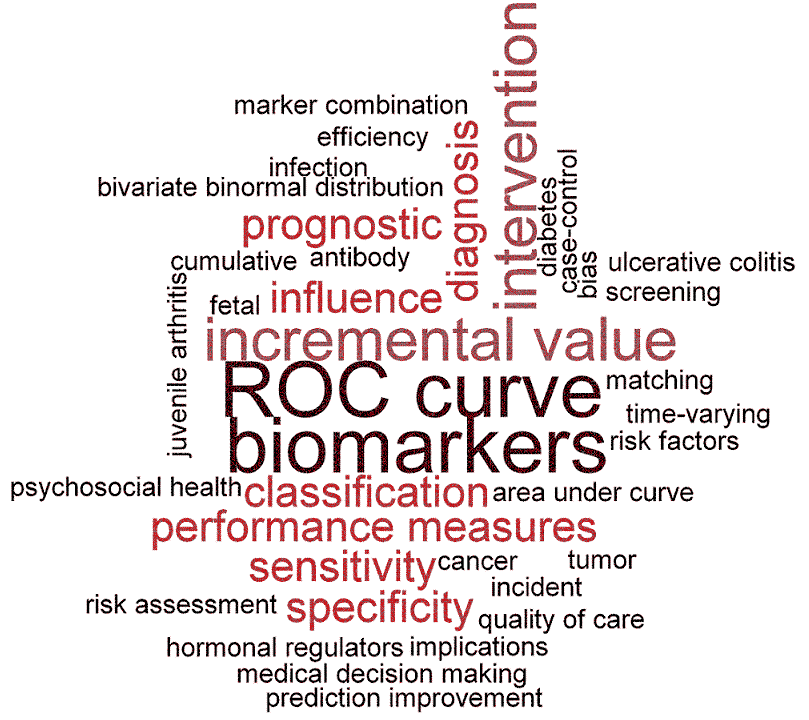 intervention
marker combination
efficiency
diagnosis
infection
bivariate binormal distribution
diabetes
case-control
prognostic
cumulative
antibody
bias
ulcerative colitis
juvenile arthritis
fetal
influence
screening
incremental value
ROC curve
matching
time-varying
biomarkers
risk factors
psychosocial health
classification
area under curve
performance measures
sensitivity
cancer
tumor
incident
risk assessment
specificity
quality of care
hormonal regulators
implications
medical decision making
prediction improvement